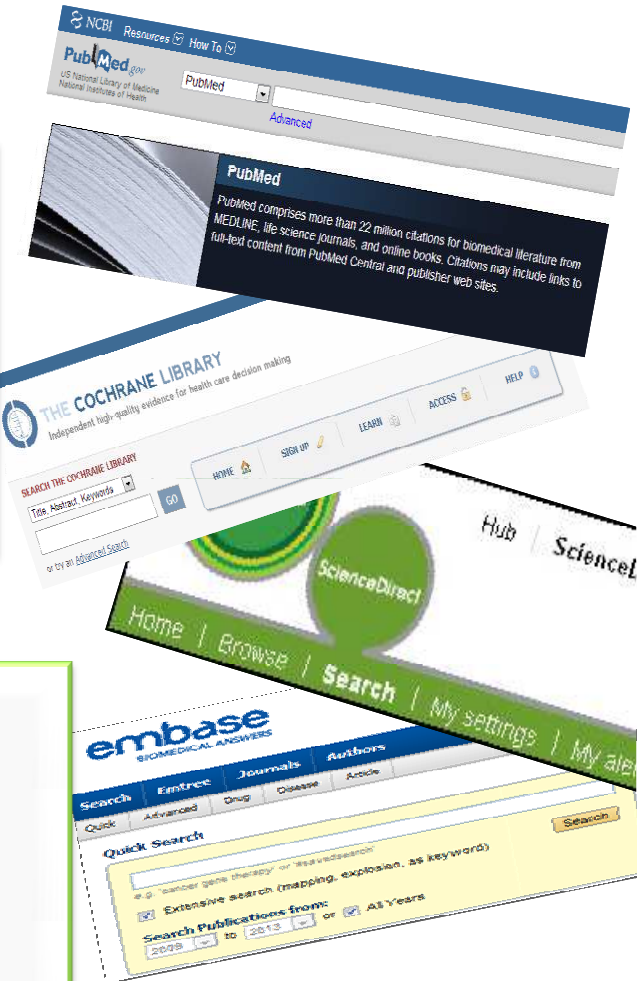 NCBI Resources How To
PubMed.gov
US National Library of Medicine
National Institutes of Health
PubMed
Advanced
PubMed
PubMed comprises more than 22 million citations for biomedical literature from
MEDLINE, life science journals, and online books. Citations may include links to
full-text content from PubMed Central and publisher web sites.
THE COCHRANE LIBRARY
Independent high-quality evidence for health care decision making
SEARCH THE COCHRANE LIBRARY
Title, Abstract, Keywords
GO
or try an Advanced Search
HOME SIGN UP LEARN ACCESS HELP
Hub | ScienceD
ScienceDirect
Home | Browse | Search | My settings | My aler
embase
BIOMEDICAL ANSWERS
Search Emtree Journals Authors
Quick Advanced Drug Disease Article
Quick Search
e.g. 'cancer gene therapy' or '#savedsearch'
Search
Extensive search (mapping, explosion, as keyword)
Search Publications from:
2009 to 2013 or All Years